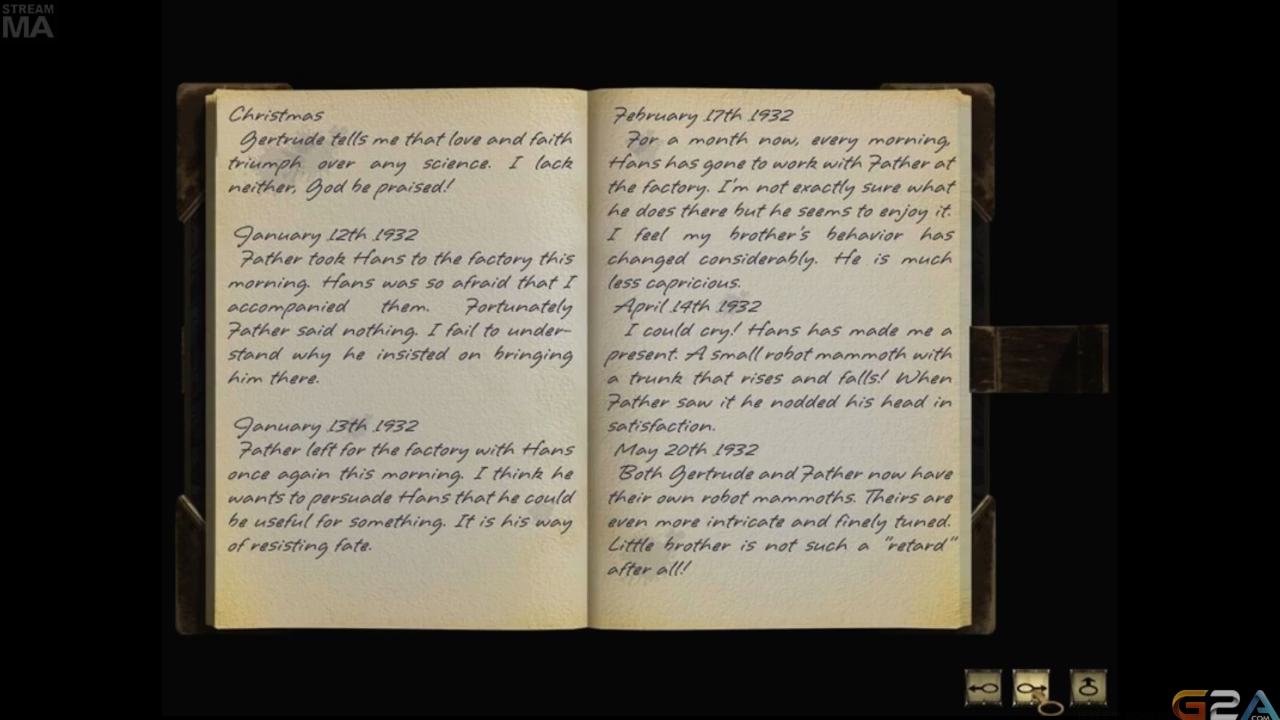 STREAM
MA
Christmas
Gertrude tells me that love and faith
triumph over any science. I lack
neither, God be praised!
January 12th 1932
Father took Hans to the factory this
morning. Hans was so afraid that I
accompanied them. Fortunately
Father said nothing. I fail to under-
stand why he insisted on bringing
him there.
January 13th 1932
Father left for the factory with Hans
once again this morning. I think he
wants to persuade Hans that he could
be useful for something. It is his way
of resisting fate.
February 17th 1932
For a month now, every morning,
Hans has gone to work with Father at
the factory. I'm not exactly sure what
he does there but he seems to enjoy it.
I feel my brother's behavior has
changed considerably. He is much
less capricious.
April 14th 1932
I could cry! Hans has made me a
present. A small robot mammoth with
a trunk that rises and falls! When
Father saw it he nodded his head in
satisfaction.
May 20th 1932
Both Gertrude and Father now have
their own robot mammoths. Theirs are
even more intricate and finely tuned.
Little brother is not such a "retard"
after all!
G2A
.COM